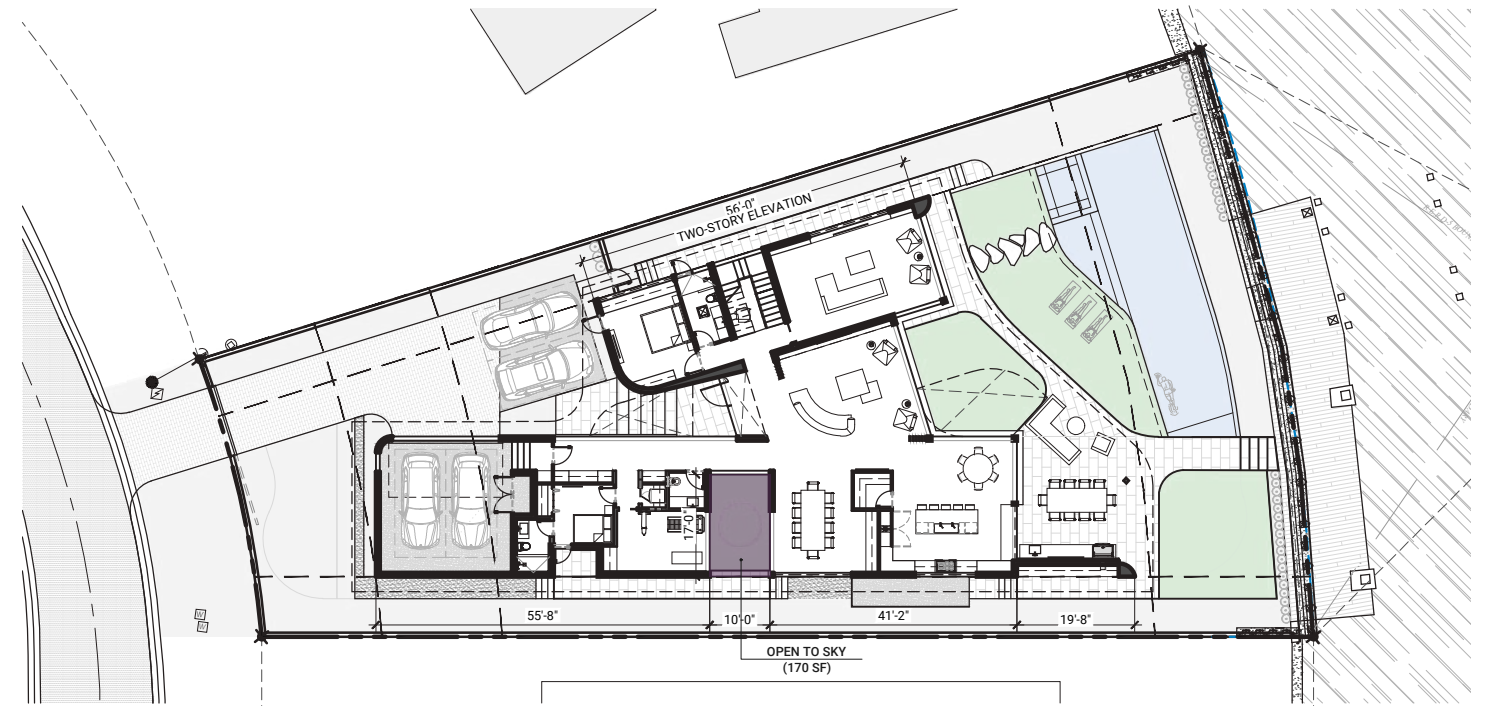 56'-0"
TWO-STORY ELEVATION
17'-0"
55'-8"
10'-0"
41'-2"
19'-8"
OPEN TO SKY
(170 SF)
W
W